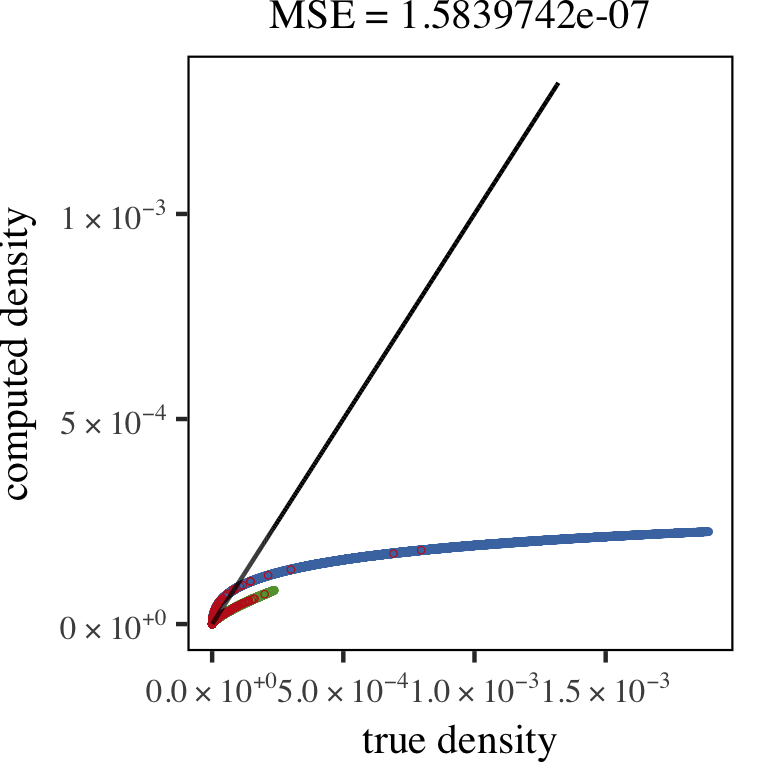 MSE = 1.5839742e-07
computed density
1 × 10⁻³
5 × 10⁻⁴
0 × 10⁺⁰
0.0 × 10⁺⁰ 5.0 × 10⁻⁴ 1.0 × 10⁻³ 1.5 × 10⁻³
true density